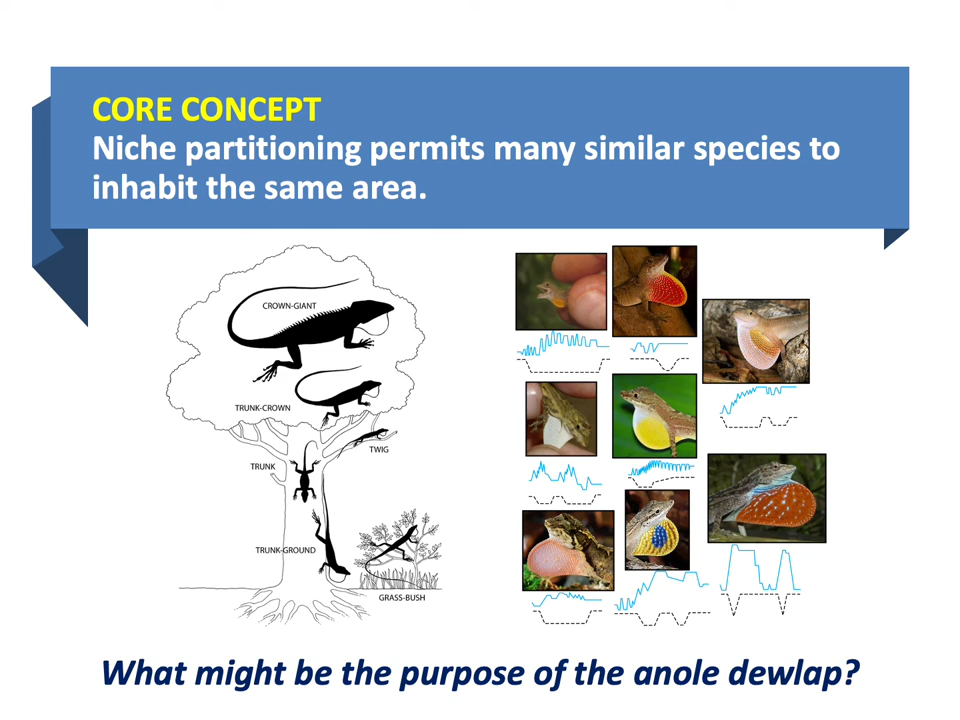 CORE CONCEPT
Niche partitioning permits many similar species to
inhabit the same area.
CROWN-GIANT
TRUNK-CROWN
TWIG
TRUNK
TRUNK-GROUND
GRASS-BUSH
What might be the purpose of the anole dewlap?